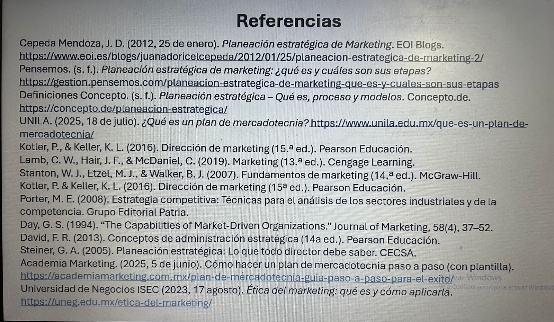 Referencias
Cepeda Mendoza, J. D. (2012, 25 de enero). Planeación estratégica de Marketing. EOI Blogs.
https://www.eoi.es/blogs/juanadoricelcepeda/2012/01/25/planeacion-estrategica-de-marketing-2/
Pensemos. (s. f.). Planeación estratégica de marketing: ¿qué es y cuáles son sus etapas?
https://gestion.pensemos.com/planeacion-estrategica-de-marketing-que-es-y-cuales-son-sus-etapas
Definiciones Concepto. (s. f.). Planeación estratégica – Qué es, proceso y modelos. Concepto.de.
https://concepto.de/planeacion-estrategica/
UNILA. (2025, 18 de julio). ¿Qué es un plan de mercadotecnia? https://www.unila.edu.mx/que-es-un-plan-de-
mercadotecnia/
Kotler, P., & Keller, K. L. (2016). Dirección de marketing (15.ª ed.). Pearson Educación.
Lamb, C. W., Hair, J. F., & McDaniel, C. (2019). Marketing (13.ª ed.). Cengage Learning.
Stanton, W. J., Etzel, M. J., & Walker, B. J. (2007). Fundamentos de marketing (14.ª ed.). McGraw-Hill.
Kotler, P., & Keller, K. L. (2016). Dirección de marketing (15ª ed.). Pearson Educación.
Porter, M. E. (2008). Estrategia competitiva: Técnicas para el análisis de los sectores industriales y de la
competencia. Grupo Editorial Patria.
Day, G. S. (1994). "The Capabilities of Market-Driven Organizations." Journal of Marketing, 58(4), 37–52.
David, F. R. (2013). Conceptos de administración estratégica (14a ed.). Pearson Educación.
Steiner, G. A. (2005). Planeación estratégica: Lo que todo director debe saber. CECSA.
Academia Marketing. (2025, 5 de junio). Cómo hacer un plan de mercadotecnia paso a paso (con plantilla).
https://academiamarketing.com.mx/plan-de-mercadotecnia-guia-paso-a-paso-para-el-exito/
Windows
Universidad de Negocios ISEC (2023, 17 agosto). Ética del marketing: qué es y cómo aplicarla.
https://uneg.edu.mx/etica-del-marketing/